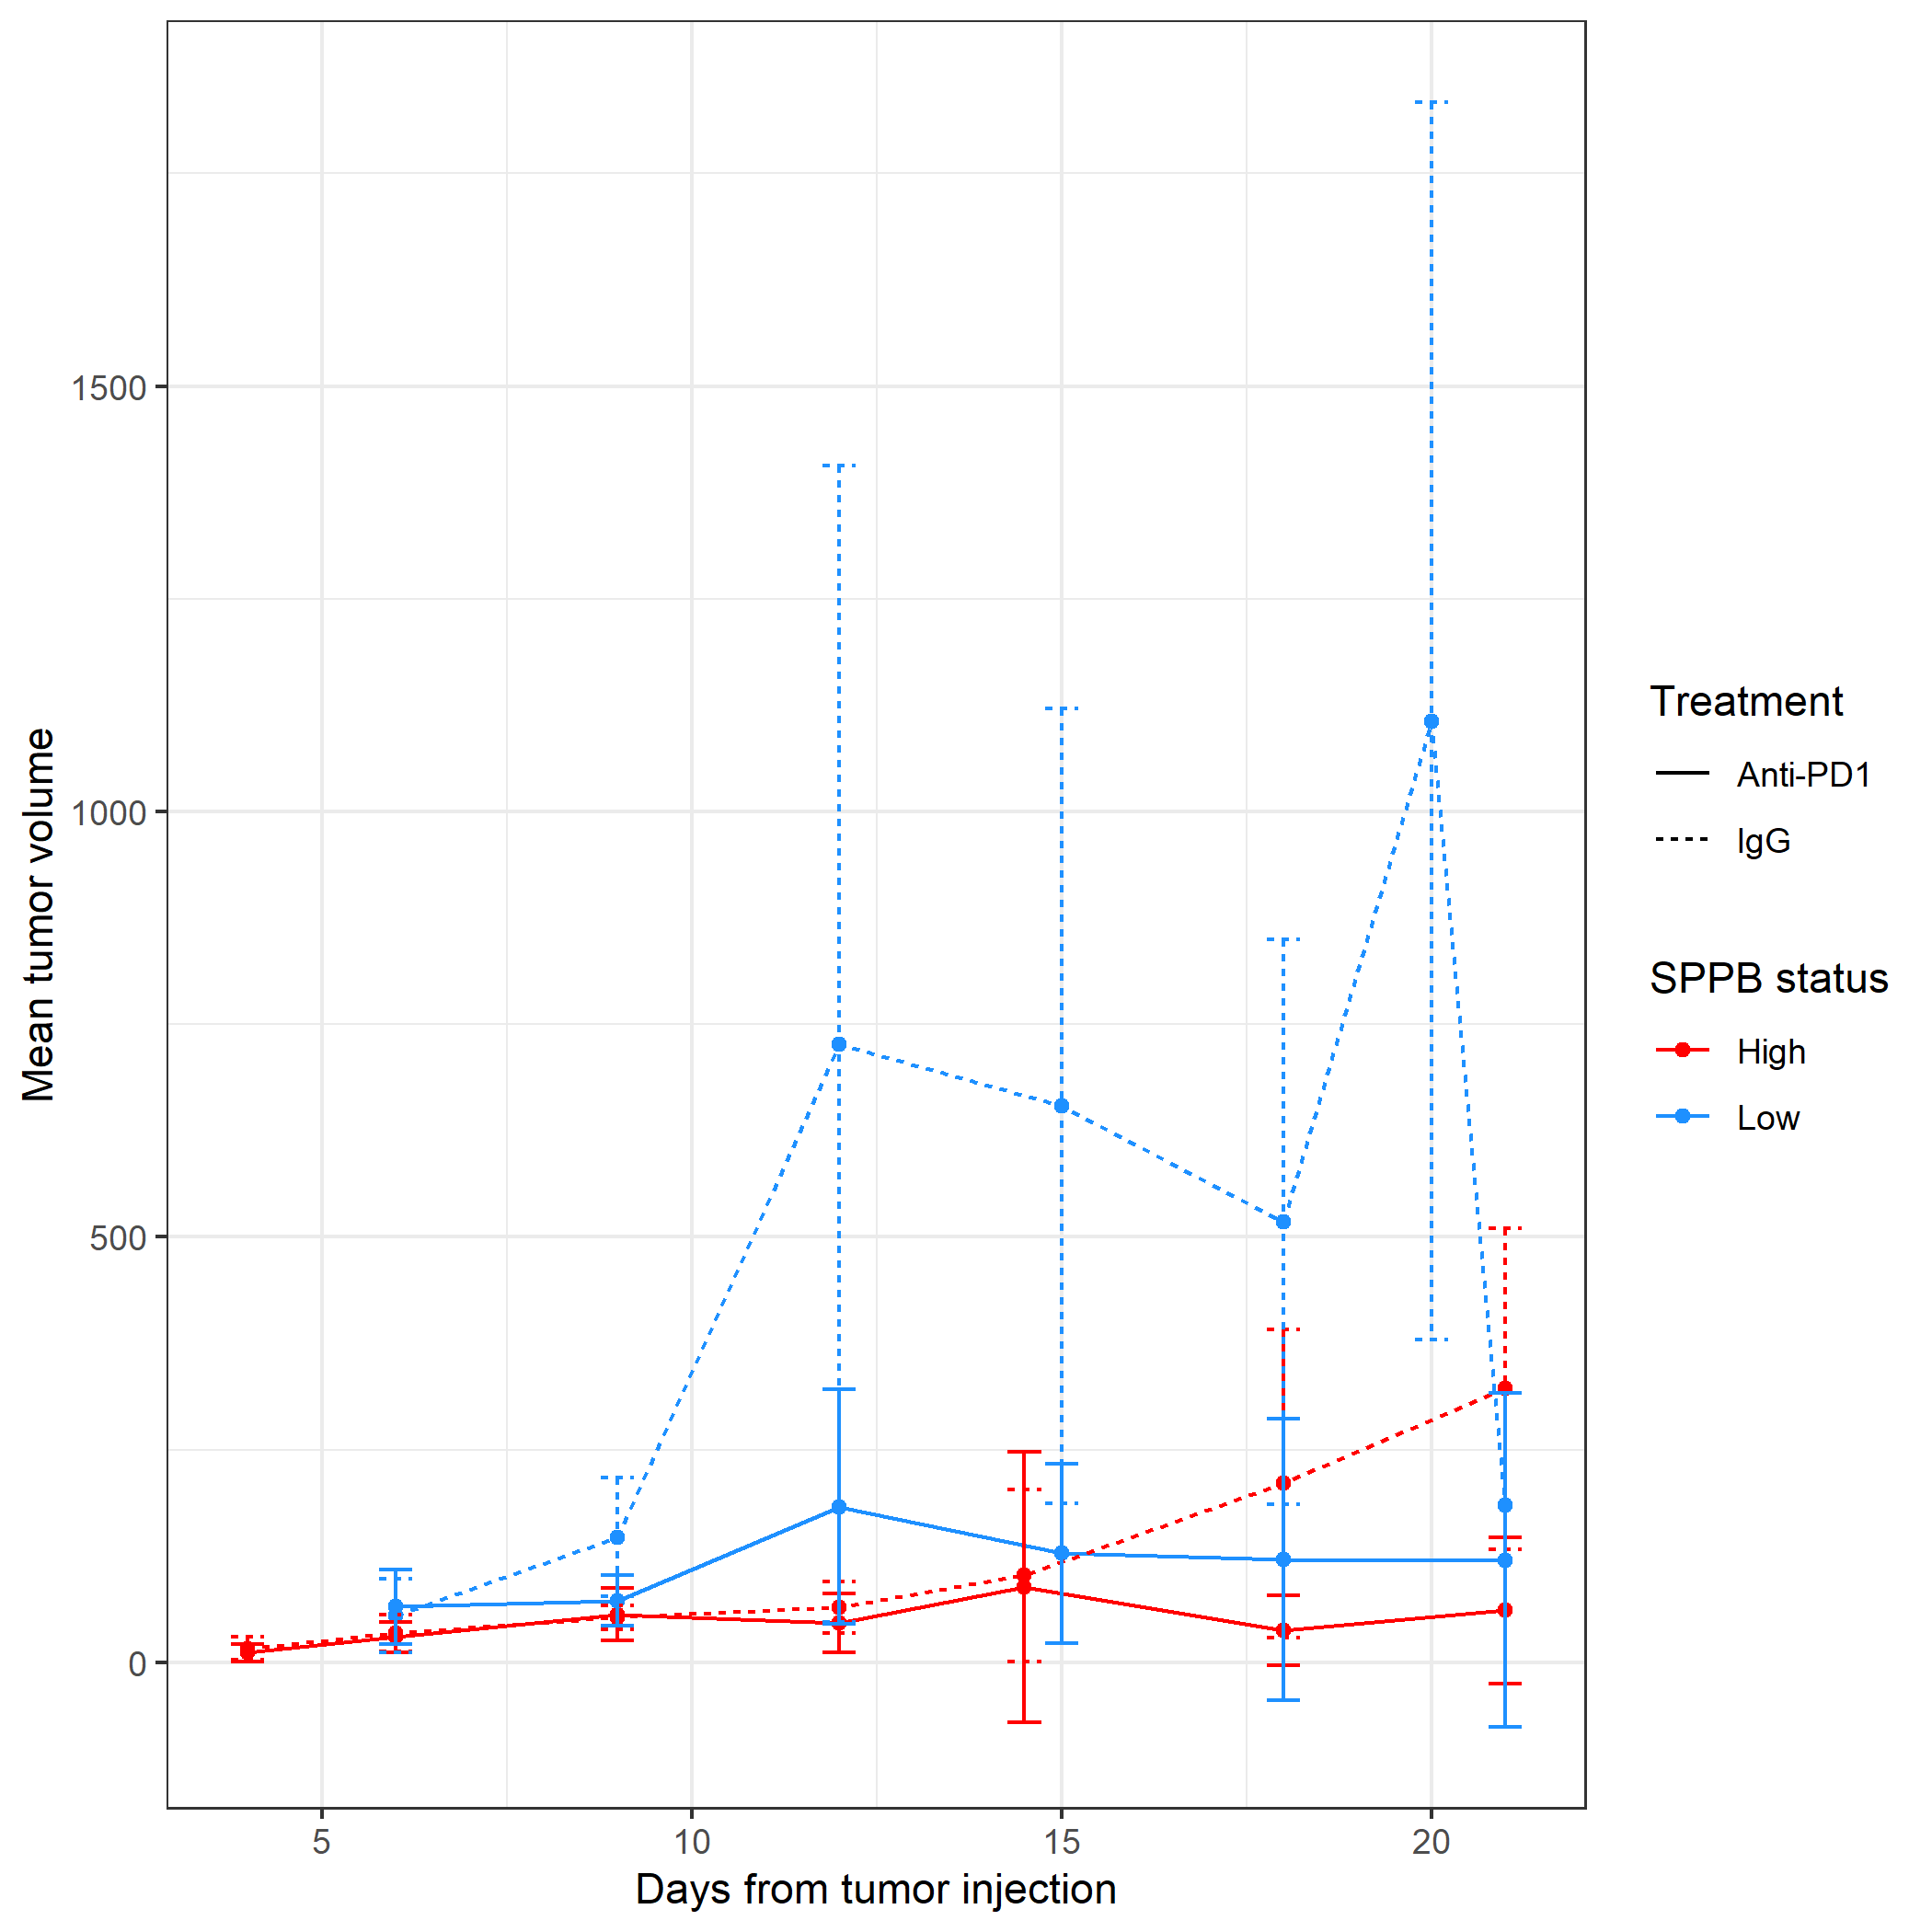 1500
1000
500
0
Mean tumor volume
5 10 15 20
Days from tumor injection
Treatment
Anti-PD1
IgG
SPPB status
High
Low